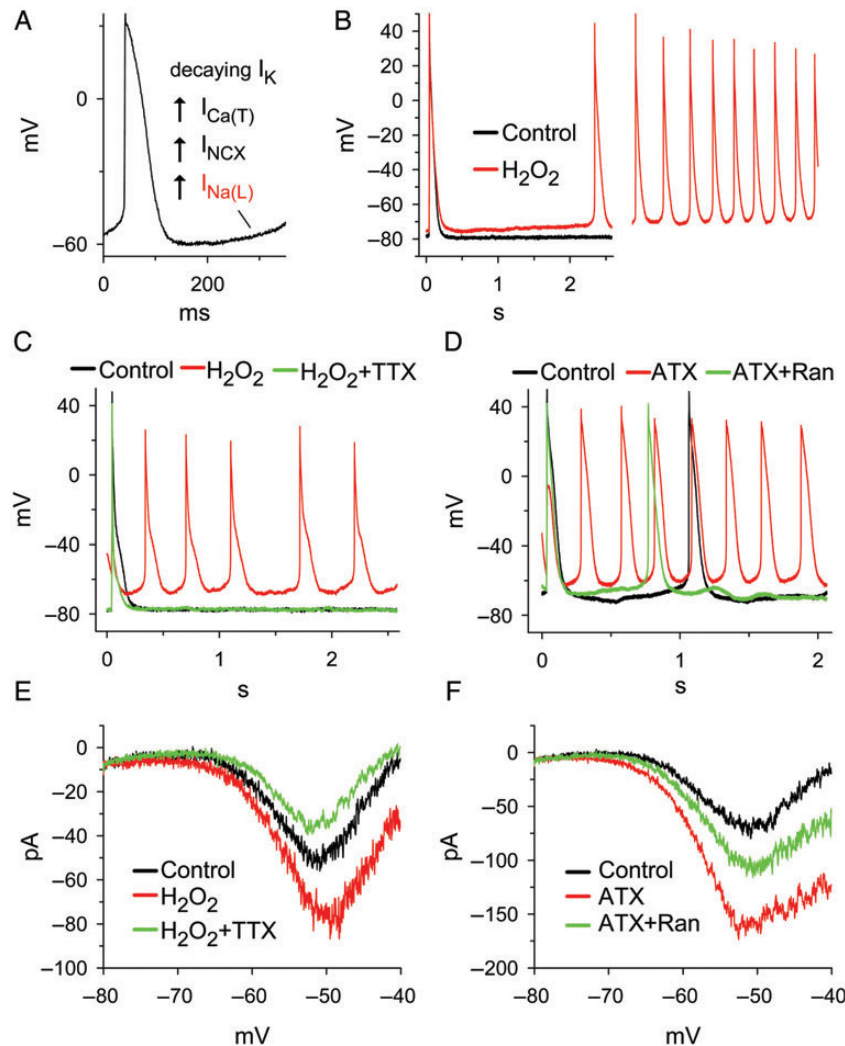 A
mV
0
−60
0
200
ms
decaying I_K
↑ I_Ca(T)
↑ I_NCX
↑ I_Na(L)
B
mV
40
20
0
−20
−40
−60
−80
0
1
2
s
Control
H₂O₂
C
Control H₂O₂ H₂O₂+TTX
mV
40
0
−40
−80
0
1
2
s
D
Control ATX ATX+Ran
mV
40
0
−40
−80
0
1
2
s
E
pA
0
−20
−40
−60
−80
−100
Control
H₂O₂
H₂O₂+TTX
−80
−70
−60
−50
−40
mV
F
pA
0
−50
−100
−150
−200
Control
ATX
ATX+Ran
−80
−70
−60
−50
−40
mV